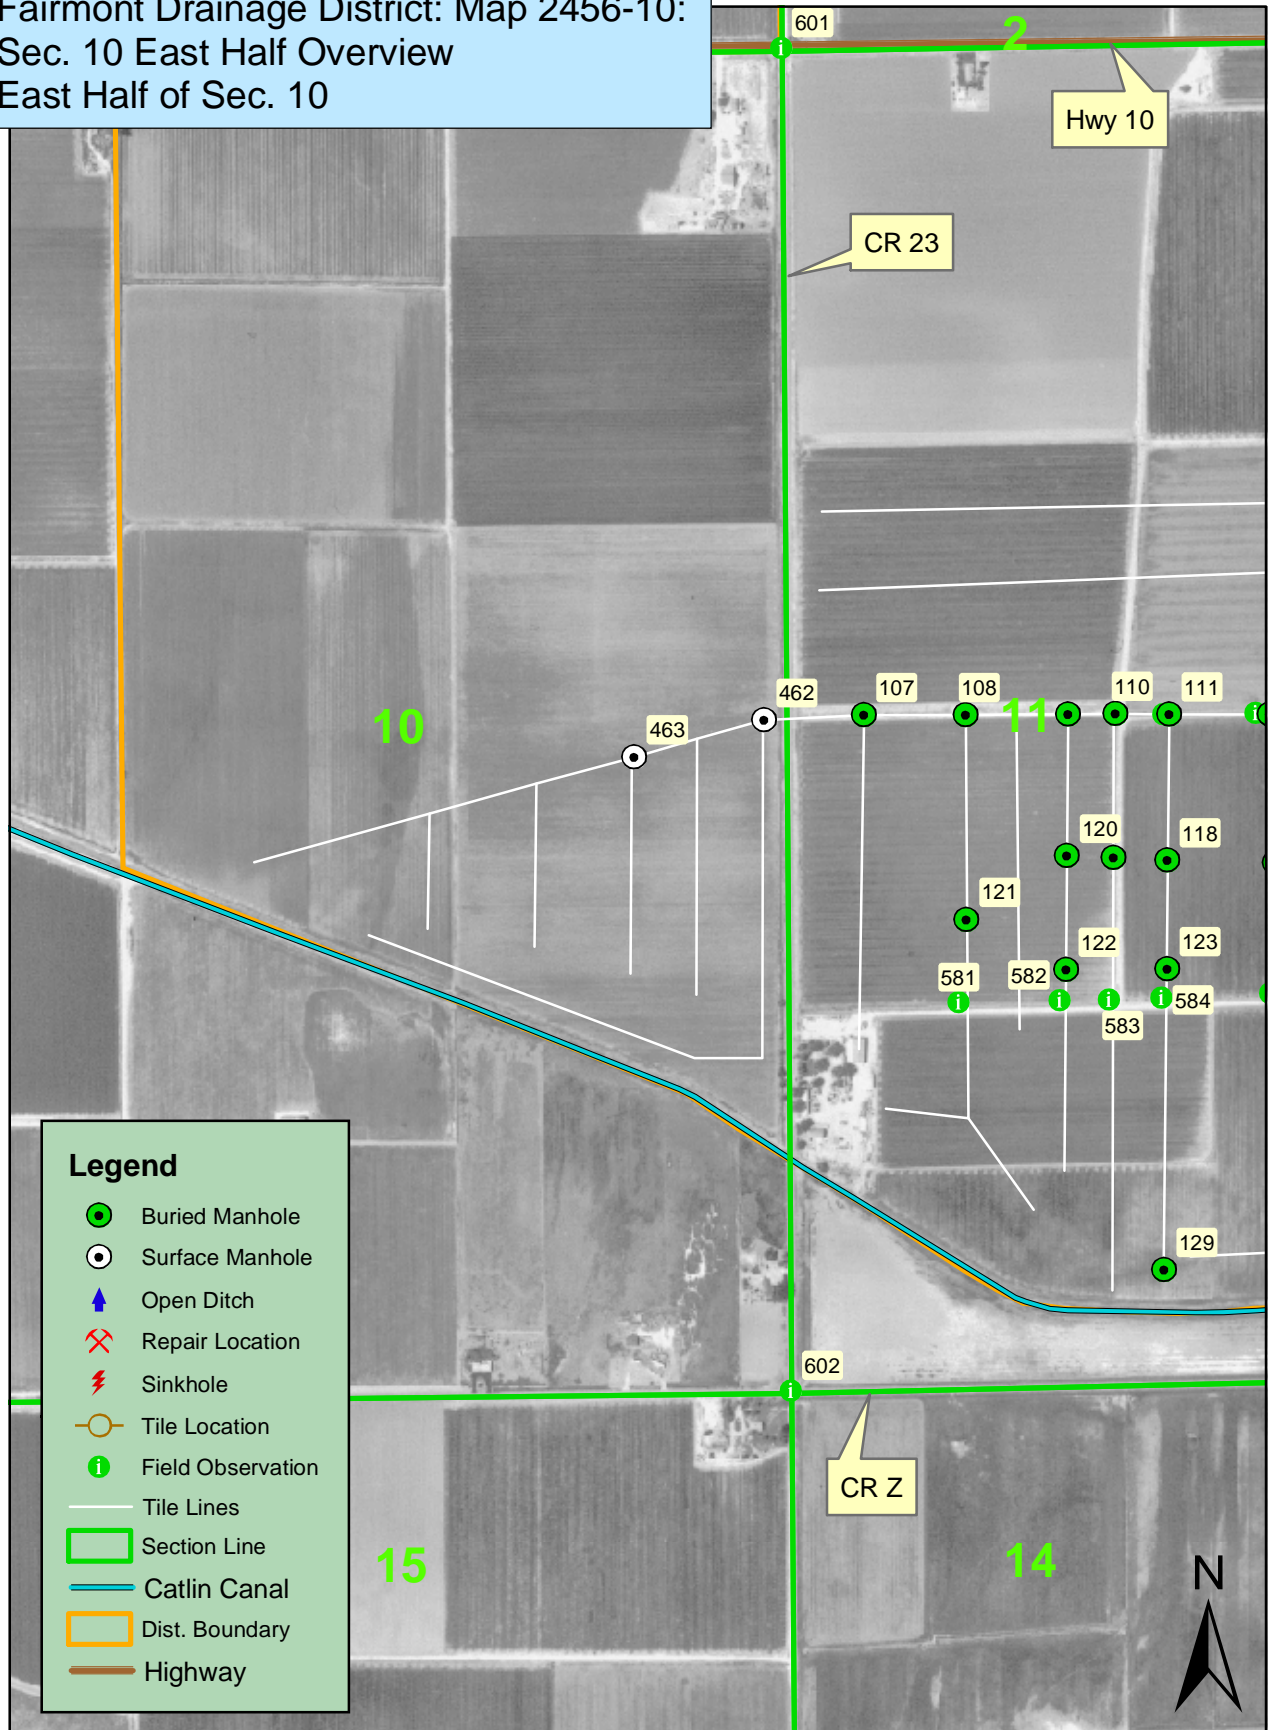 Fairmont Drainage District: Map 2456-10:
Sec. 10 East Half Overview
East Half of Sec. 10
601
2
Hwy 10
CR 23
462
107
108
110
111
463
10
11
120
118
121
122
123
581
582
584
583
129
602
CR Z
15
14
N
Legend
Buried Manhole
Surface Manhole
Open Ditch
Repair Location
Sinkhole
Tile Location
Field Observation
Tile Lines
Section Line
Catlin Canal
Dist. Boundary
Highway